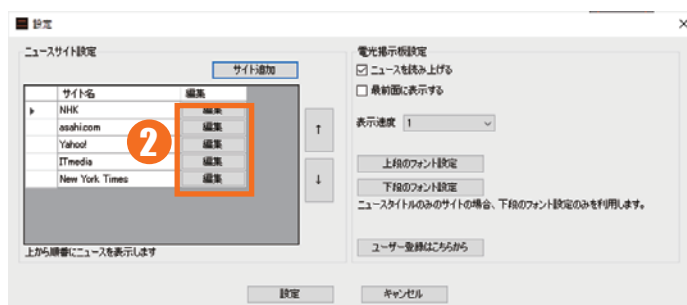 設定
×
ニュースサイト設定
サイト追加
サイト名 編集
NHK 編集
asahi.com 編集
Yahoo! 編集
ITmedia 編集
New York Times 編集
2
↑
↓
上から順番にニュースを表示します
電光掲示板設定
ニュースを読み上げる
最前面に表示する
表示速度 1
上段のフォント設定
下段のフォント設定
ニュースタイトルのみのサイトの場合、下段のフォント設定のみを利用します。
ユーザー登録はこちらから
設定 キャンセル